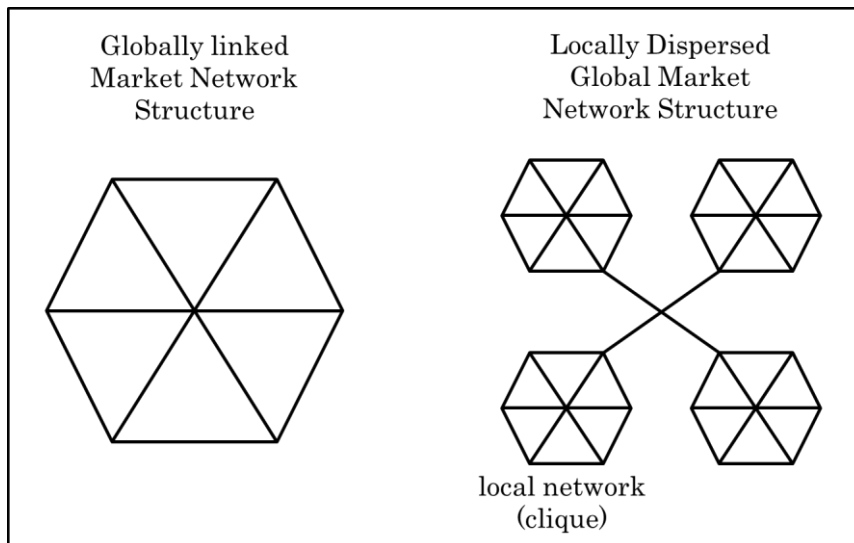 Globally linked
Market Network
Structure
Locally Dispersed
Global Market
Network Structure
local network
(clique)